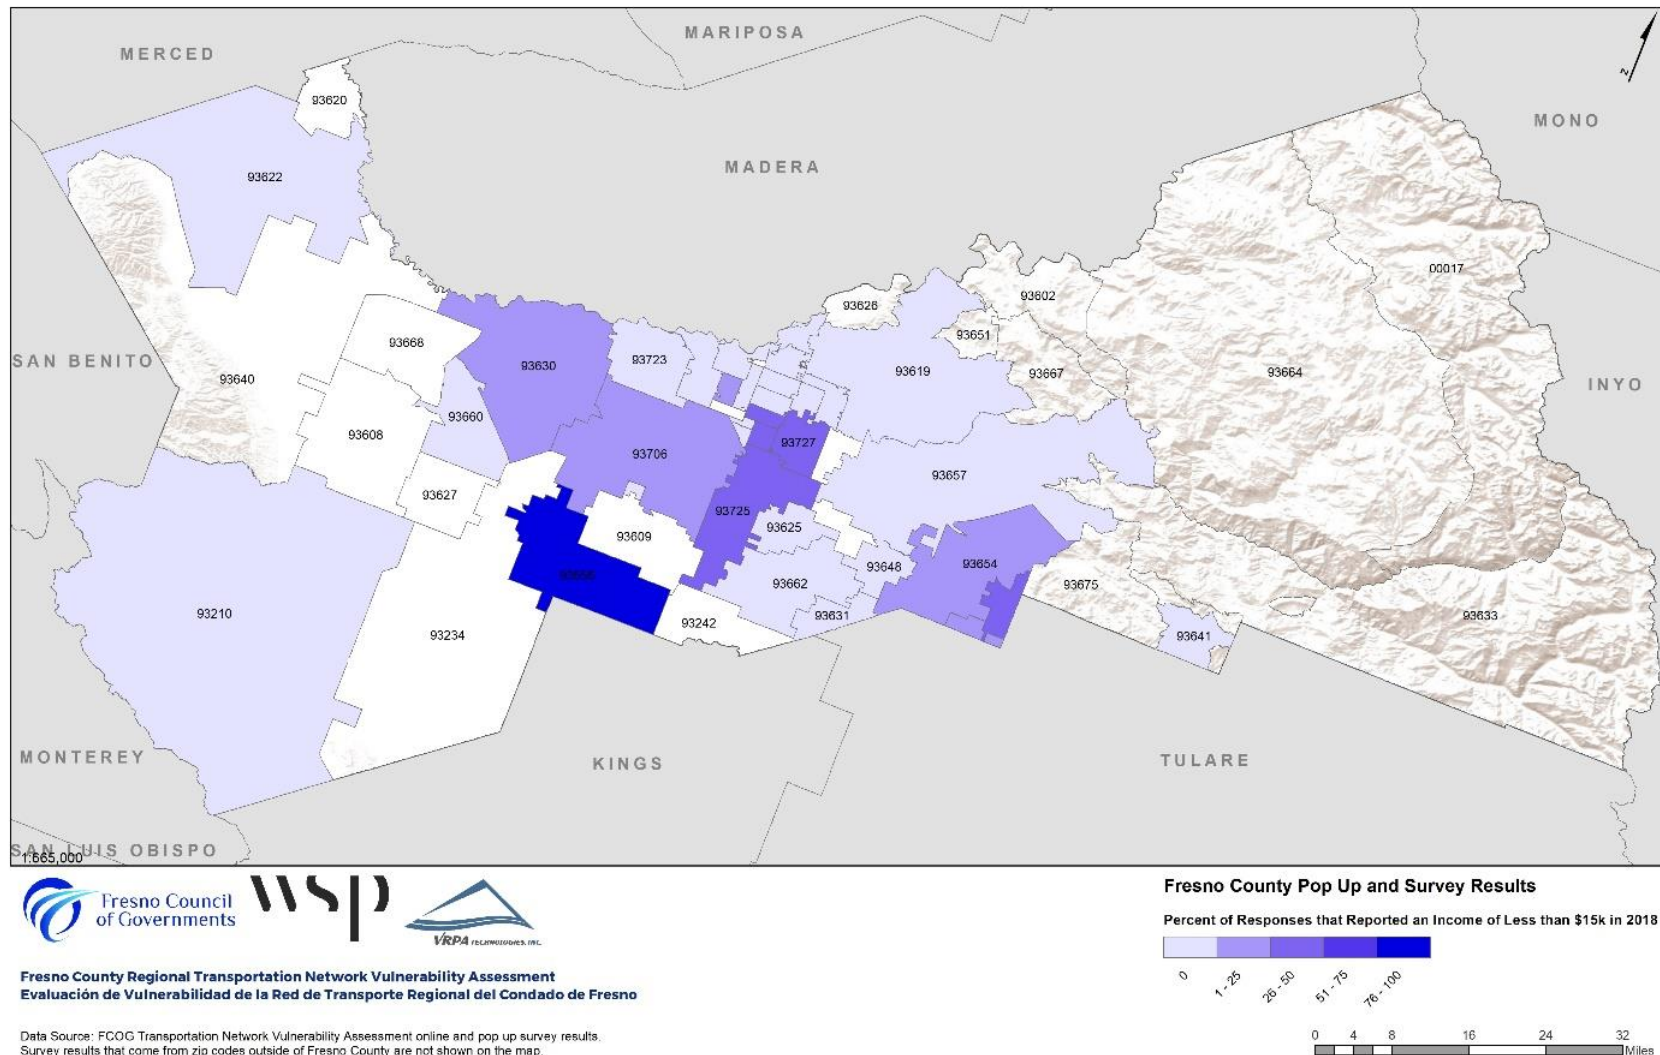 MARIPOSA
MERCED
93620
MONO
MADERA
93622
00017
93602
93626
93651
93668
93723
SAN BENITO
93630
93640
93619
93667
93664
INYO
93660
93608
93727
93706
93657
93627
93725
93625
93609
93654
93648
93662
93675
93210
93631
93242
93633
93234
93641
MONTEREY
KINGS
TULARE
SAN LUIS OBISPO
1:665,000
Fresno Council
of Governments
wsp
VRPA TECHNOLOGIES, INC.
Fresno County Pop Up and Survey Results
Percent of Responses that Reported an Income of Less than $15k in 2018
0
1 - 25
26 - 50
51 - 75
76 - 100
Fresno County Regional Transportation Network Vulnerability Assessment
Evaluación de Vulnerabilidad de la Red de Transporte Regional del Condado de Fresno
Data Source: FCOG Transportation Network Vulnerability Assessment online and pop up survey results.
Survey results that come from zip codes outside of Fresno County are not shown on the map.
0 4 8 16 24 32
Miles